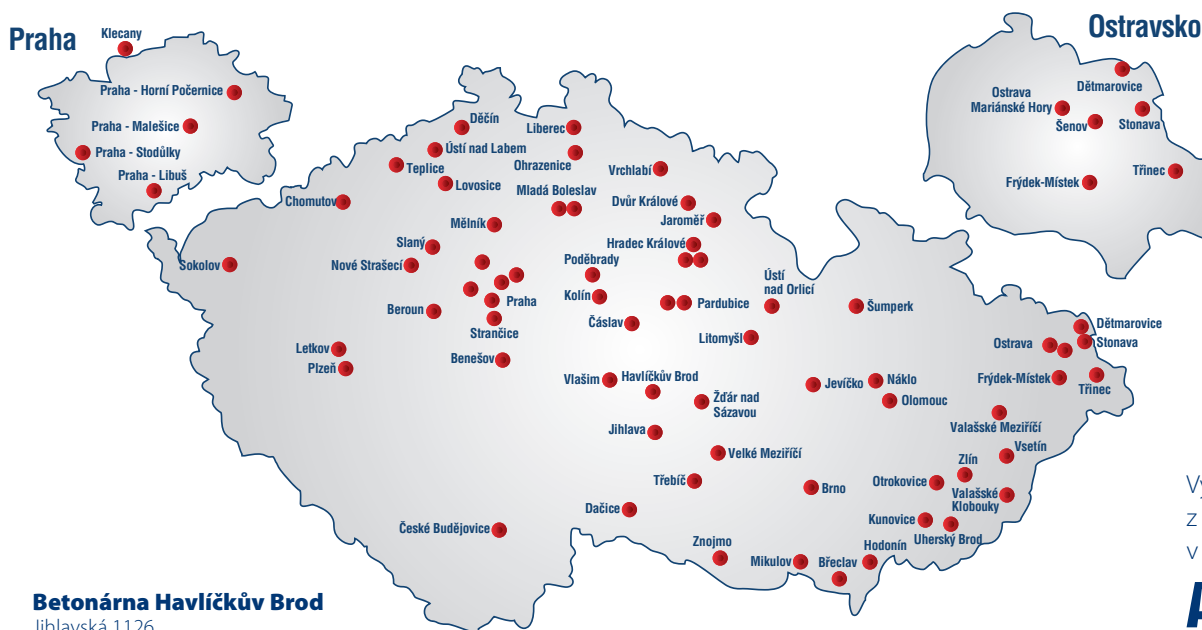 Praha
Klecany
Praha - Horní Počernice
Praha - Malešice
Praha - Stodůlky
Praha - Libuš
Ostravsko
Dětmarovice
Ostrava
Mariánské Hory
Šenov
Stonava
Třinec
Frýdek-Místek
Děčín
Liberec
Ústí nad Labem
Ohrazenice
Teplice
Vrchlabí
Lovosice
Mladá Boleslav
Chomutov
Dvůr Králové
Mělník
Jaroměř
Slaný
Hradec Králové
Sokolov
Nové Strašecí
Poděbrady
Ústí
nad Orlicí
Kolín
Praha
Pardubice
Šumperk
Beroun
Strančice
Čáslav
Litomyšl
Dětmarovice
Stonava
Ostrava
Letkov
Plzeň
Benešov
Vlašim
Havlíčkův Brod
Jevíčko
Náklo
Frýdek-Místek
Třinec
Žďár nad
Sázavou
Olomouc
Valašské Meziříčí
Jihlava
Velké Meziříčí
Vsetín
Zlín
Třebíč
Brno
Otrokovice
Valašské
Klobouky
Dačice
České Budějovice
Kunovice
Uherský Brod
Znojmo
Mikulov
Břeclav
Hodonín
Betonárna Havlíčkův Brod
Jihlavská 1126
z
v